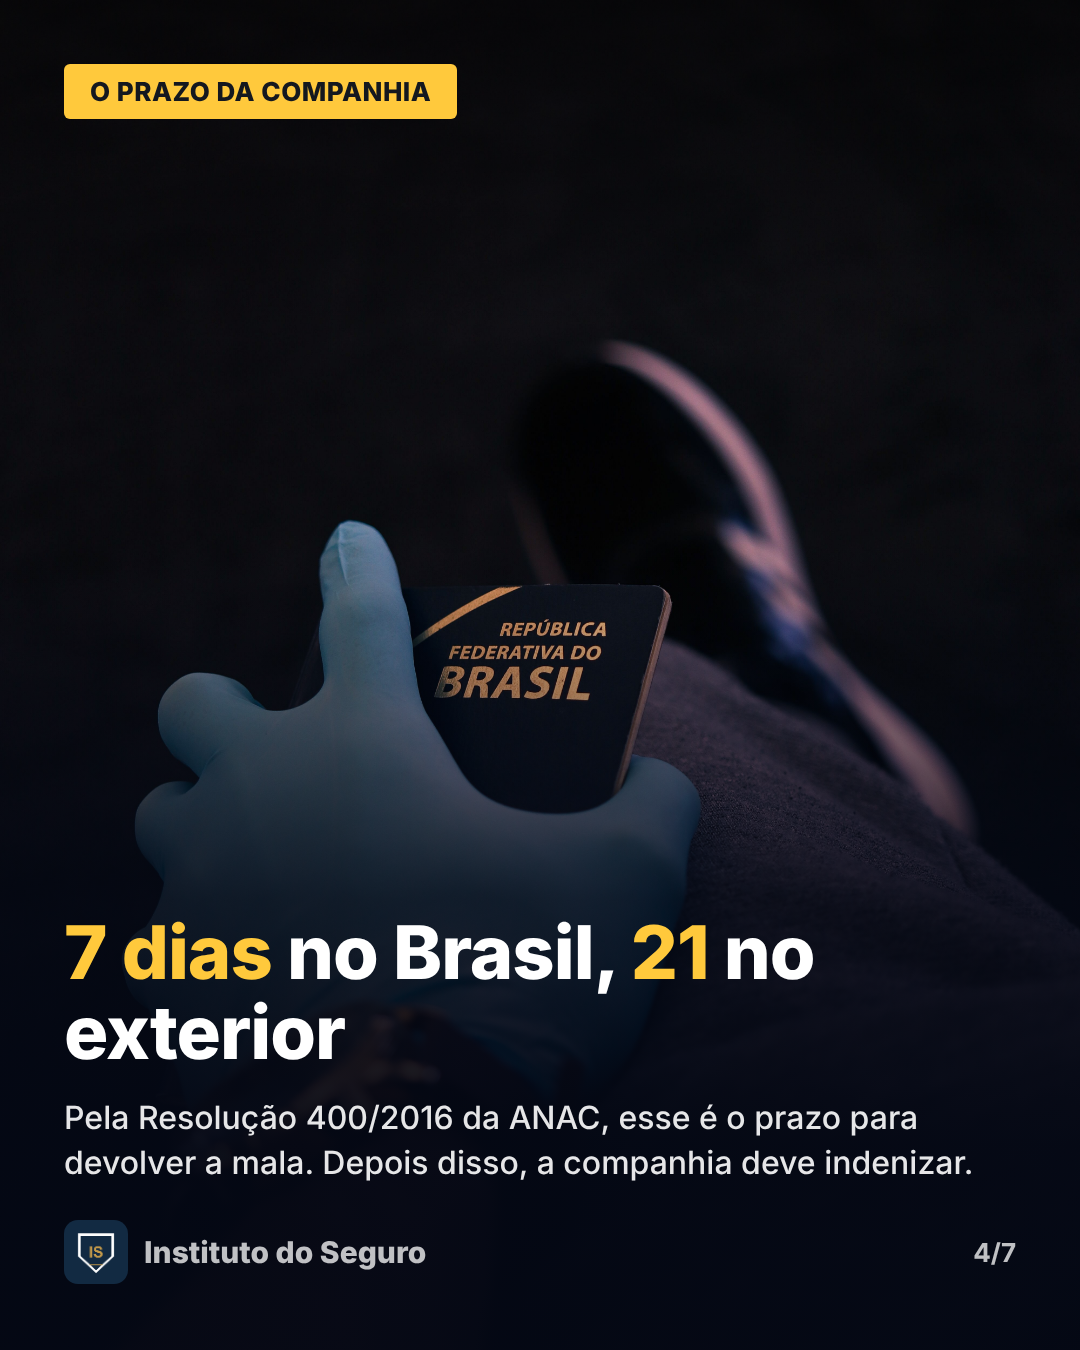 O PRAZO DA COMPANHIA
REPÚBLICA
FEDERATIVA DO
BRASIL
7 dias no Brasil, 21 no
exterior
Pela Resolução 400/2016 da ANAC, esse é o prazo para
devolver a mala. Depois disso, a companhia deve indenizar.
IS
Instituto do Seguro
4/7